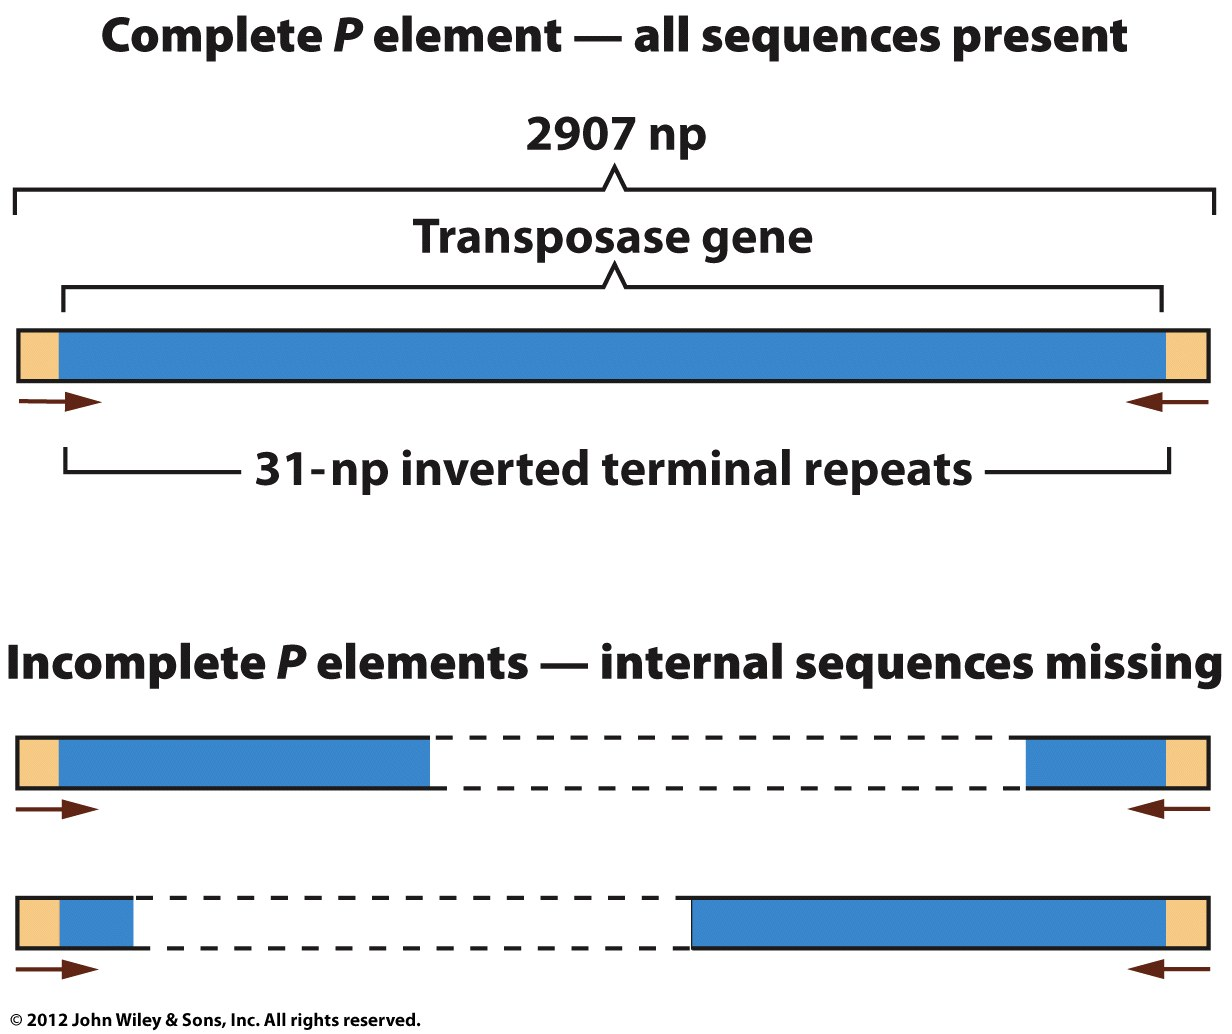 Complete P element — all sequences present
2907 np
Transposase gene
31-np inverted terminal repeats
Incomplete P elements — internal sequences missing
© 2012 John Wiley & Sons, Inc. All rights reserved.